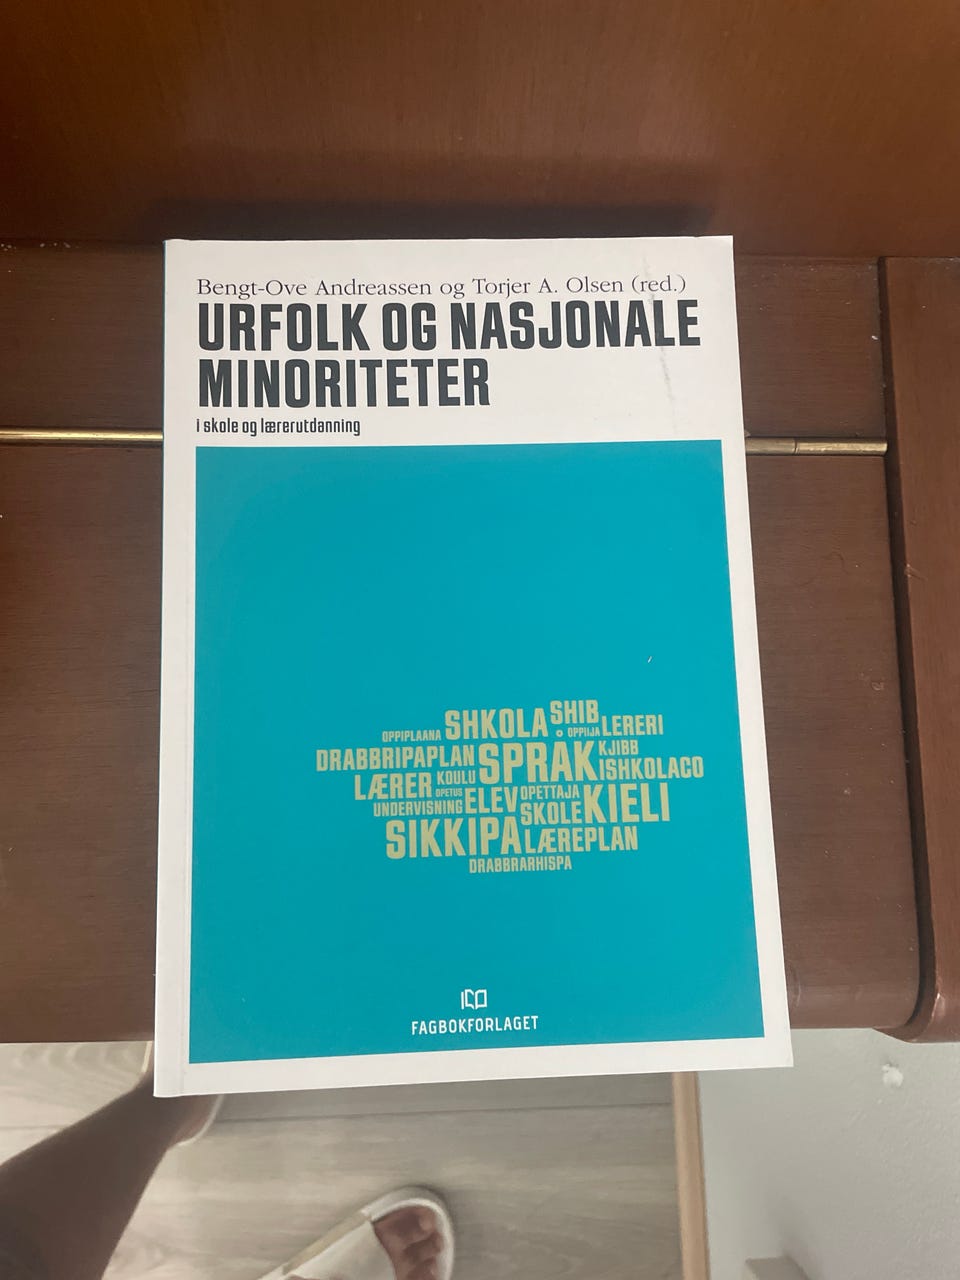 Bengt-Ove Andreassen og Torjer A. Olsen (red.)
URFOLK OG NASJONALE
MINORITETER
i skole og lærerutdanning
OPPIPLAANA SHKOLA SHIB OPPIIJA LERERI
DRABBRIPAPLAN SPRÅK KJIBB
LÆRER KOULU ISHKOLACO
UNDERVISNING OPETUS ELEV OPETTAJA
SKOLE KIELI
SIKKIPA LÆREPLAN
DRABBRARHISPA
FAGBOKFORLAGET